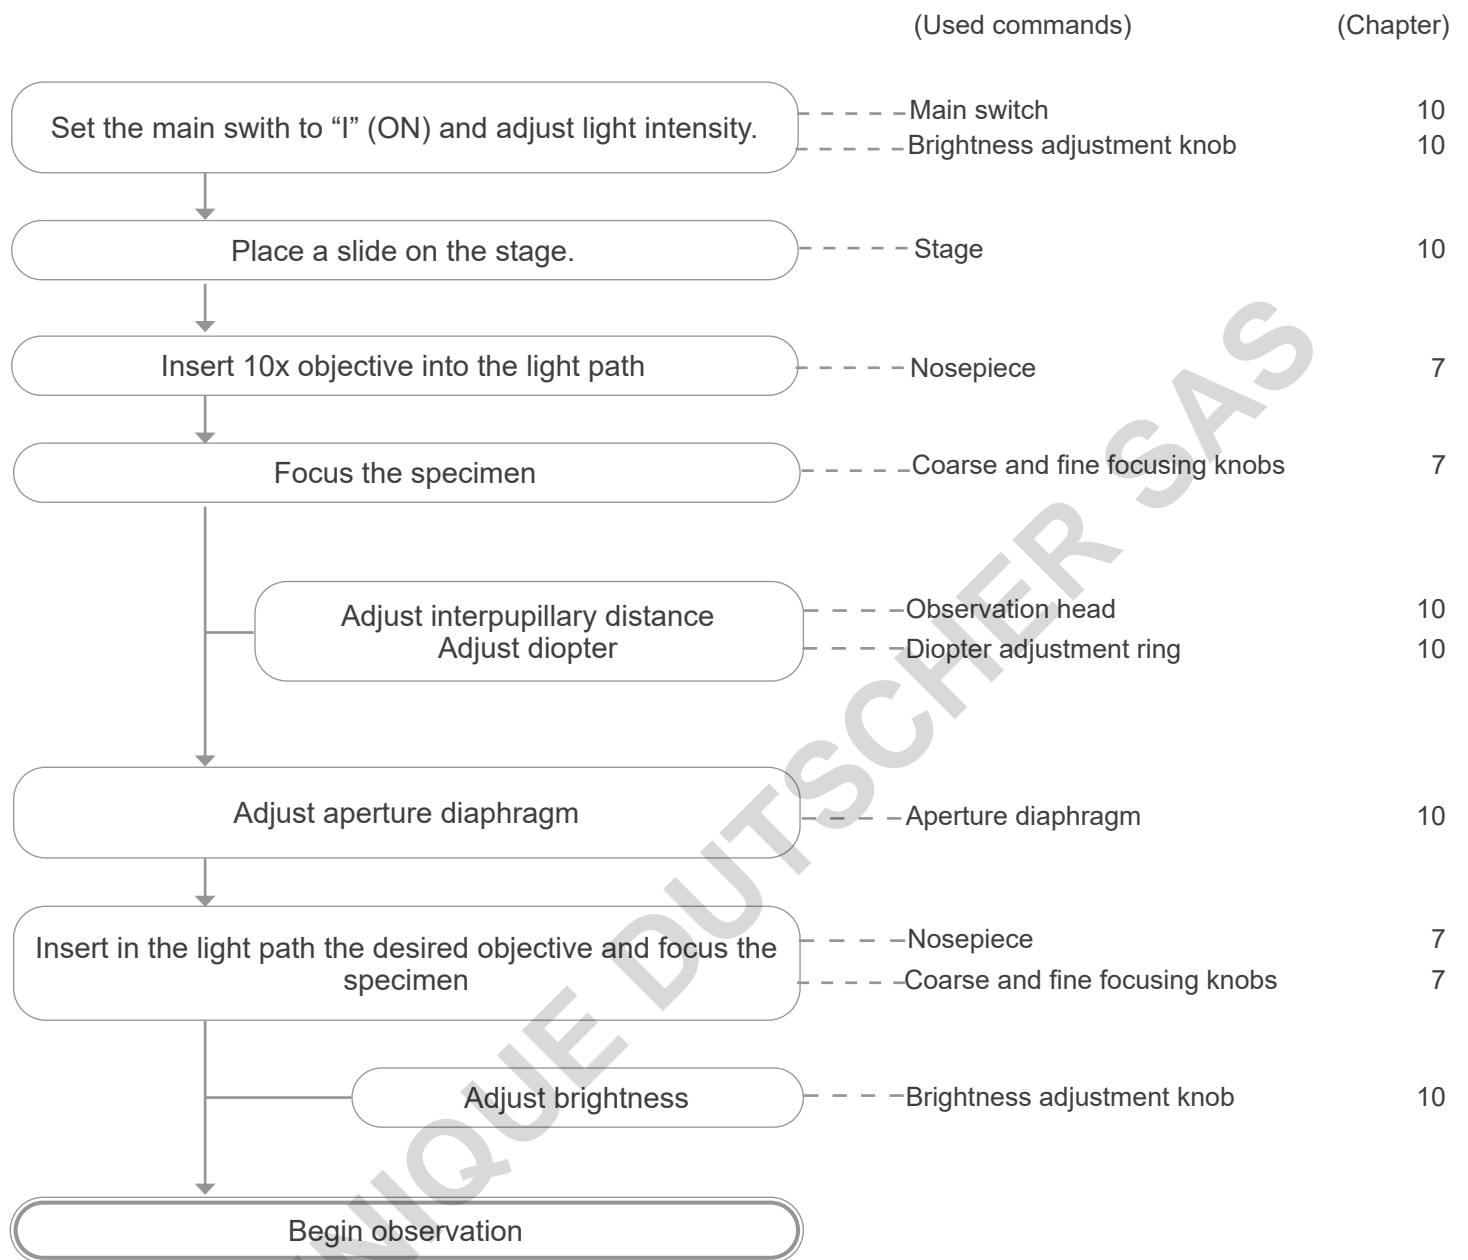 (Used commands) (Chapter)
Set the main swith to “I” (ON) and adjust light intensity.
Main switch 10
Brightness adjustment knob 10
Place a slide on the stage.
Stage 10
Insert 10x objective into the light path
Nosepiece 7
Focus the specimen
Coarse and fine focusing knobs 7
Adjust interpupillary distance
Adjust diopter
Observation head 10
Diopter adjustment ring 10
Adjust aperture diaphragm
Aperture diaphragm 10
Insert in the light path the desired objective and focus the
specimen
Nosepiece 7
Coarse and fine focusing knobs 7
Adjust brightness
Brightness adjustment knob 10
Begin observation
NIQUE DUTSCHER SAS